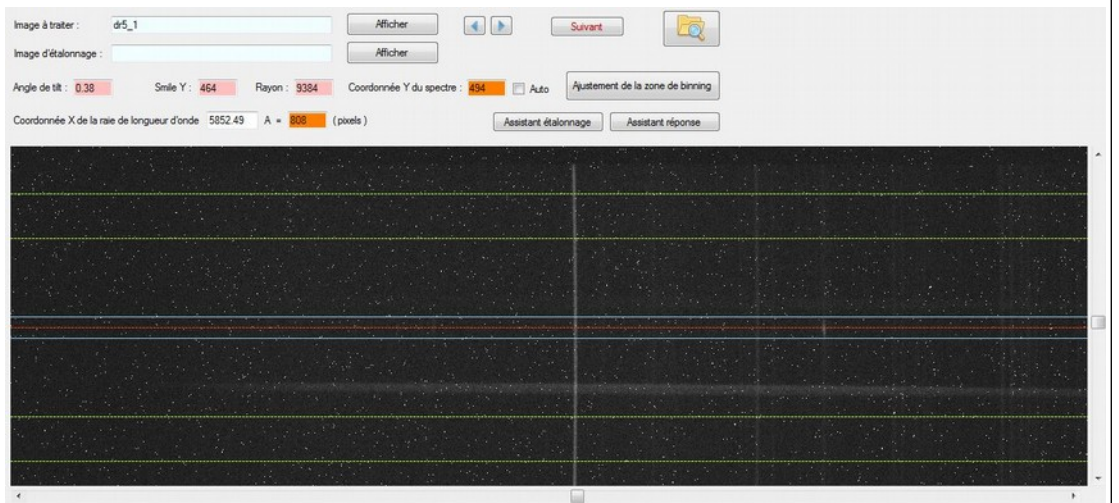 Image à traiter : dr5_1 Afficher Suivant
Image d'étalonnage : Afficher
Angle de tilt : 0.38 Smile Y : 464 Rayon : 9384 Coordonnée Y du spectre : 494 Auto Ajustement de la zone de binning
Coordonnée X de la raie de longueur d'onde 5852.49 A = 808 (pixels) Assistant étalonnage Assistant réponse